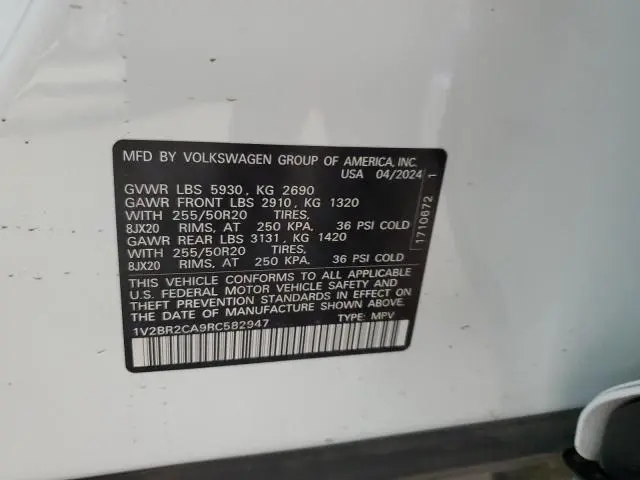 MFD BY VOLKSWAGEN GROUP OF AMERICA, INC.
USA 04/2024
GVWR LBS 5930 , KG 2690
GAWR FRONT LBS 2910 , KG 1320
WITH 255/50R20 TIRES,
8JX20 RIMS, AT 250 KPA, 36 PSI COLD
GAWR REAR LBS 3131 , KG 1420
WITH 255/50R20 TIRES,
8JX20 RIMS, AT 250 KPA, 36 PSI COLD
THIS VEHICLE CONFORMS TO ALL APPLICABLE
U.S. FEDERAL MOTOR VEHICLE SAFETY AND
THEFT PREVENTION STANDARDS IN EFFECT ON
THE DATE OF MANUFACTURE SHOWN ABOVE.
1V2BR2CA9RC582947 TYPE: MPV
1710672 1